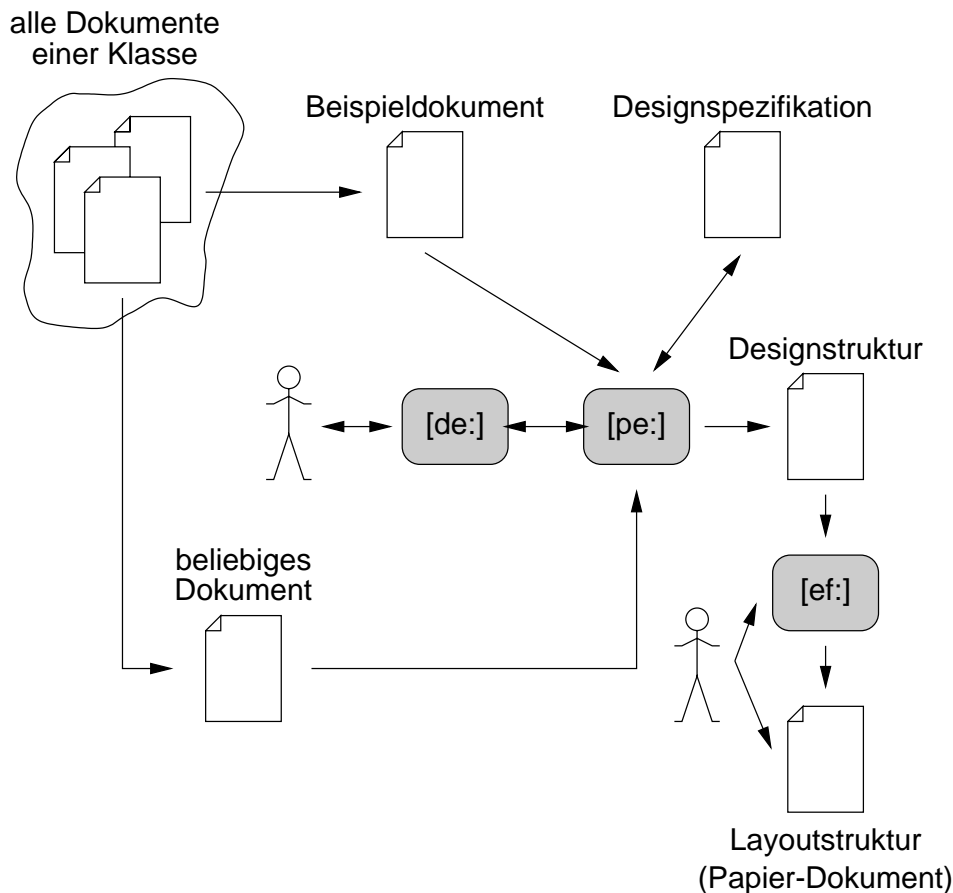 alle Dokumente
einer Klasse
Beispieldokument
Designspezifikation
Designstruktur
[de:]
[pe:]
beliebiges
Dokument
[ef:]
Layoutstruktur
(Papier-Dokument)